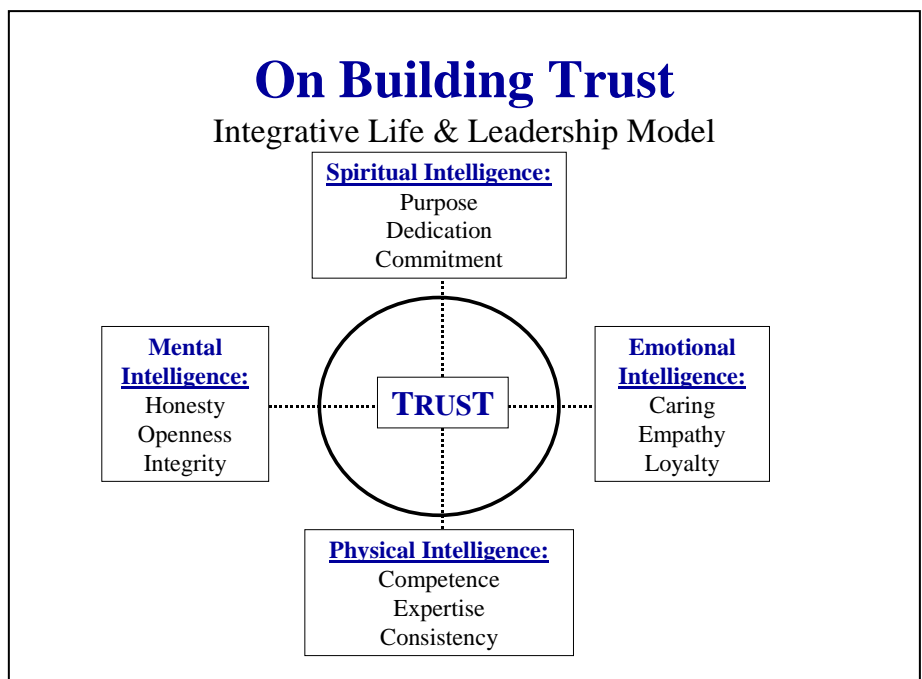 On Building Trust
Integrative Life & Leadership Model
Spiritual Intelligence:
Purpose
Dedication
Commitment
Mental
Intelligence:
Honesty
Openness
Integrity
TRUST
Emotional
Intelligence:
Caring
Empathy
Loyalty
Physical Intelligence:
Competence
Expertise
Consistency